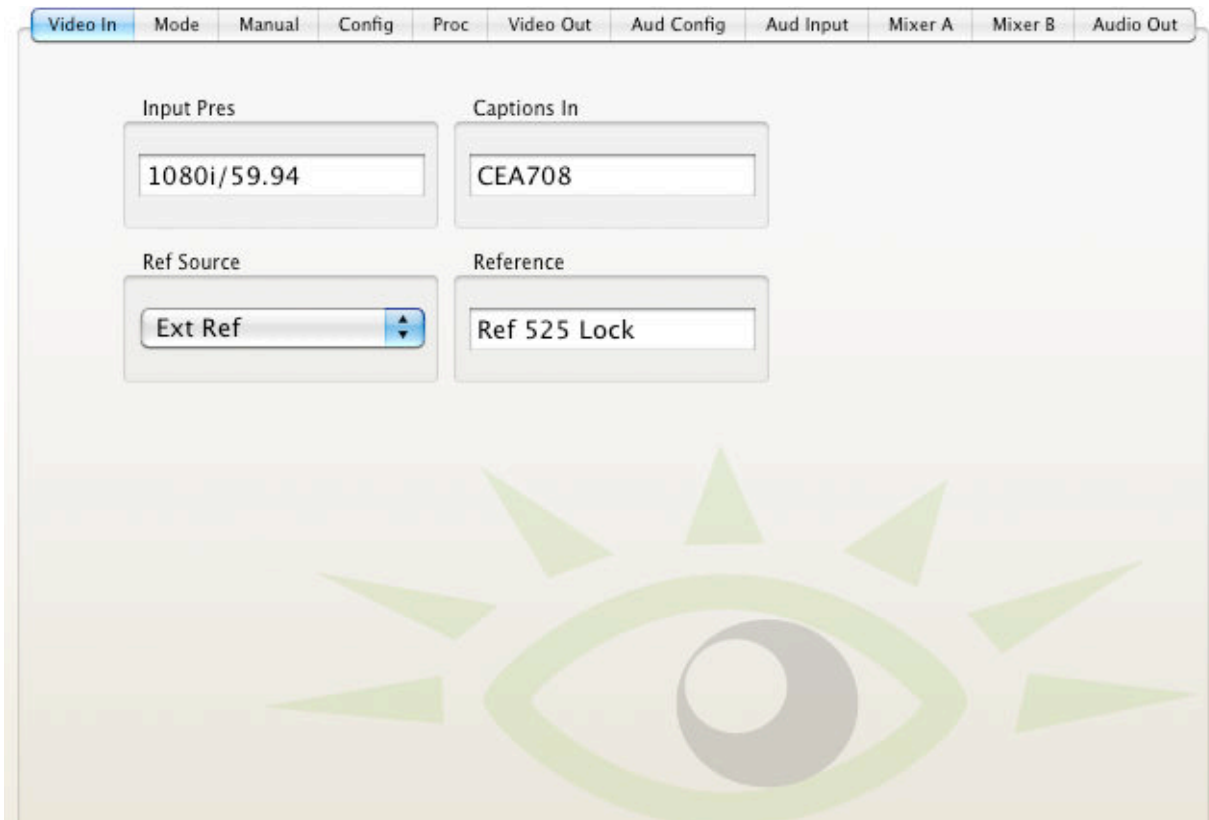 Video In Mode Manual Config Proc Video Out Aud Config Aud Input Mixer A Mixer B Audio Out
Input Pres Captions In
1080i/59.94 CEA708
Ref Source Reference
Ext Ref Ref 525 Lock